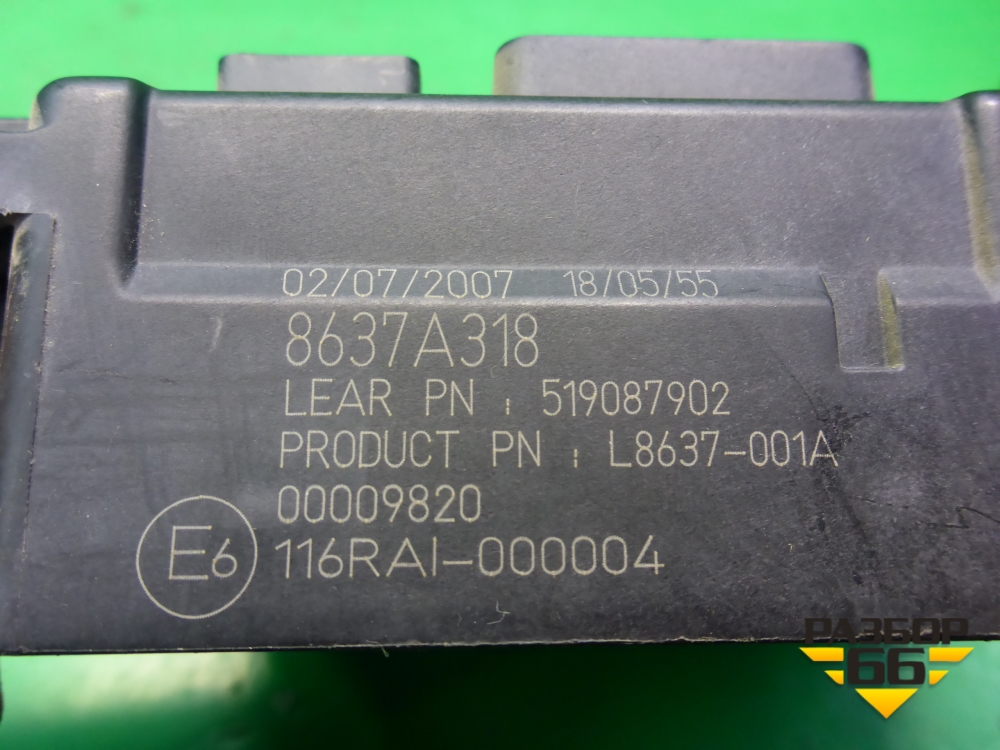 02/07/2007 18/05/55
8637A318
LEAR PN : 519087902
PRODUCT PN : L8637-001A
00009820
E6 116RAI-000004
РАЗБОР
66